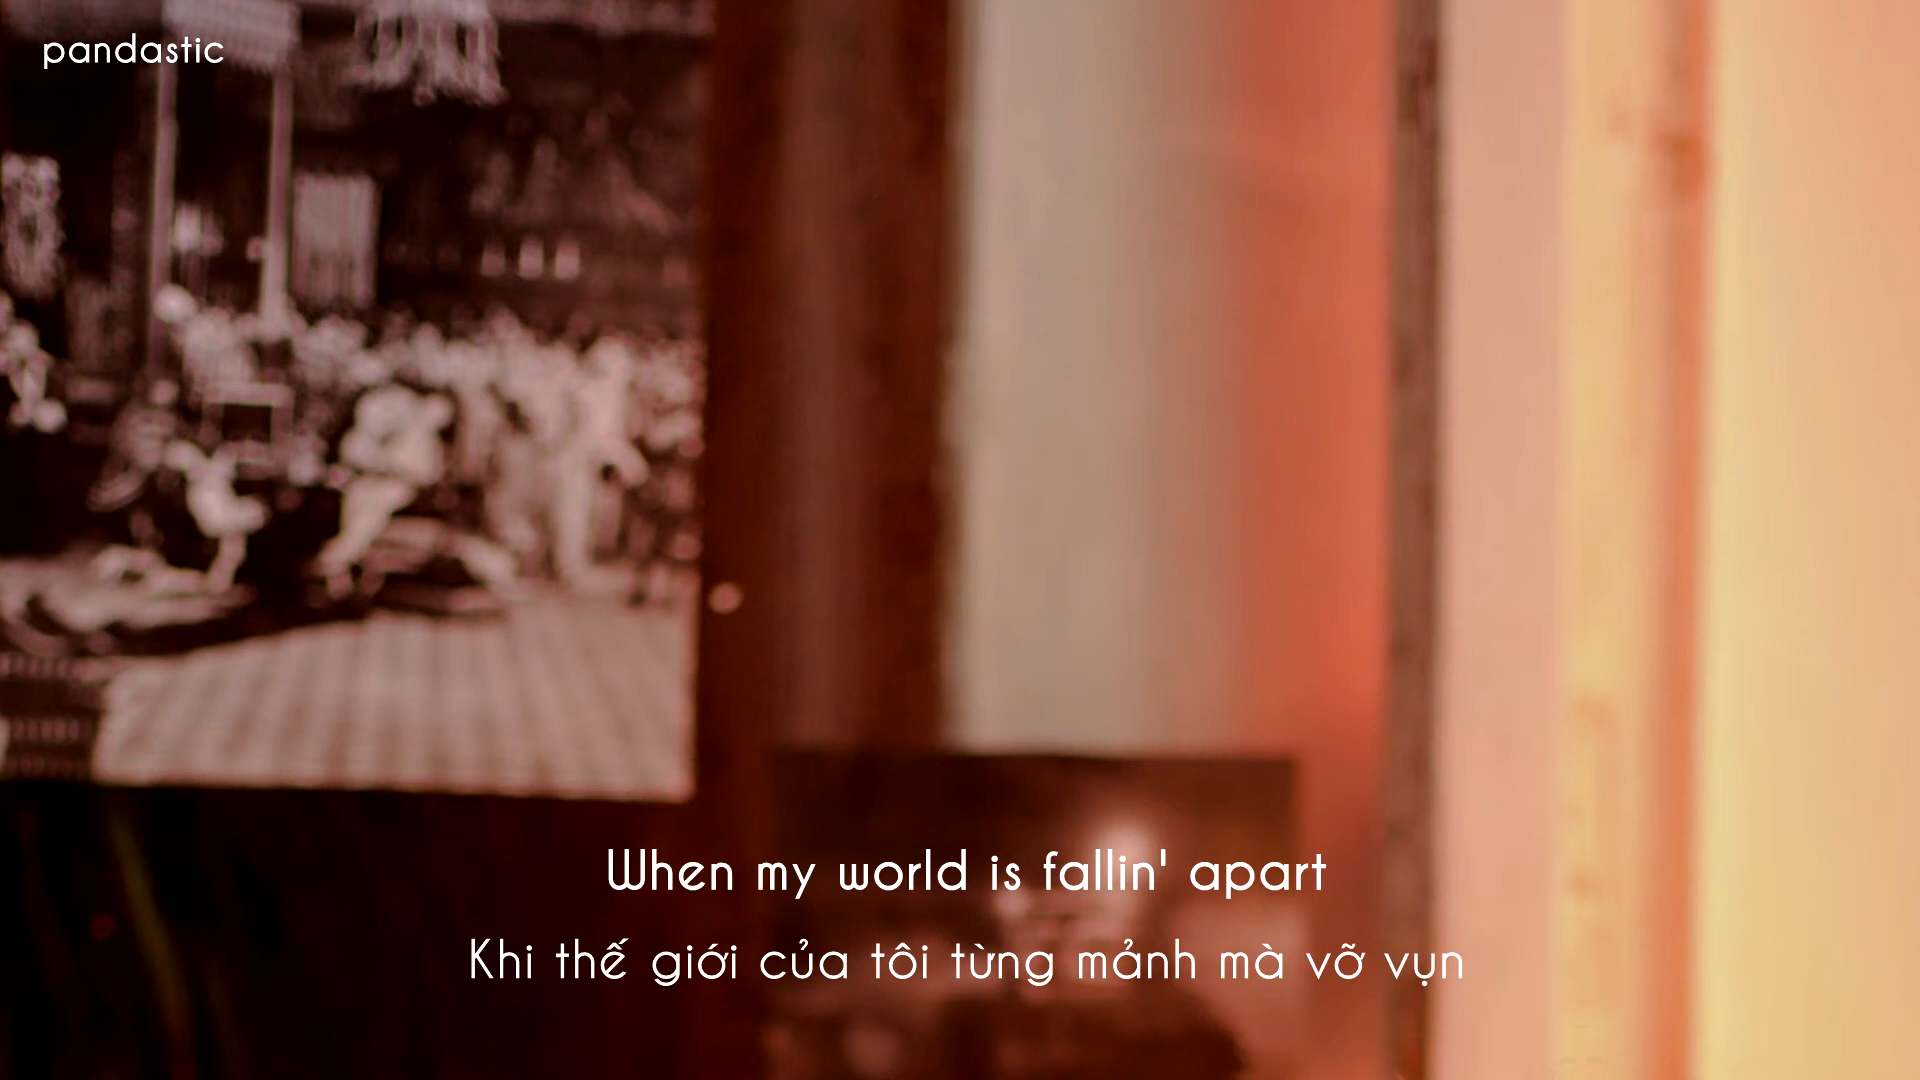 pandastic
When my world is fallin' apart
Khi thế giới của tôi từng mảnh mà vỡ vụn